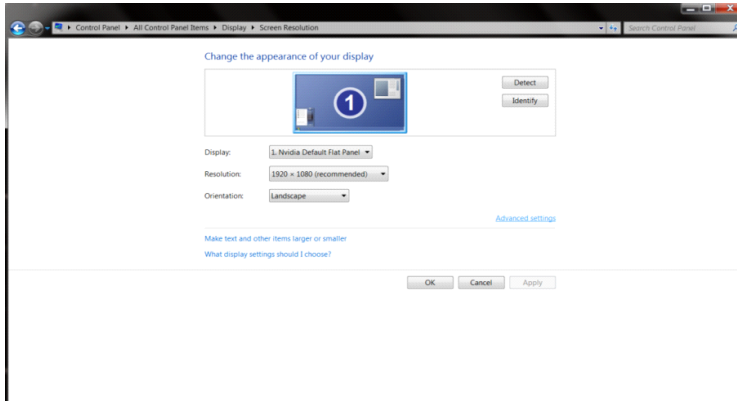 Control Panel ▸ All Control Panel Items ▸ Display ▸ Screen Resolution
Search Control Panel
Change the appearance of your display
1
Detect
Identify
Display: 1. Nvidia Default Flat Panel
Resolution: 1920 × 1080 (recommended)
Orientation: Landscape
Advanced settings
Make text and other items larger or smaller
What display settings should I choose?
OK Cancel Apply